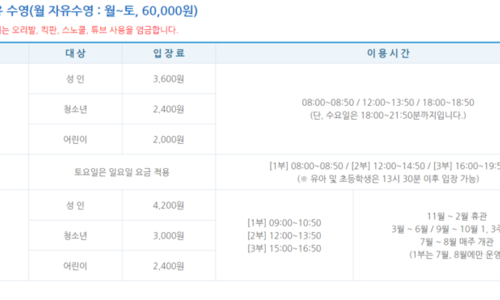 유 수영(월 자유수영 : 월~토, 60,000원)
는 오리발, 킥판, 스노쿨, 튜브 사용을 엄금합니다.
대 상 입 장 료 이 용 시 간
성 인 3,600원
청소년 2,400원
어린이 2,000원
08:00~08:50 / 12:00~13:50 / 18:00~18:50
(단, 수요일은 18:00~21:50분까지입니다.)
토요일은 일요일 요금 적용
[1부] 08:00~08:50 / [2부] 12:00~14:50 / [3부] 16:00~19:5
(※ 유아 및 초등학생은 13시 30분 이후 입장 가능)
성 인 4,200원
청소년 3,000원
어린이 2,400원
[1부] 09:00~10:50
[2부] 12:00~13:50
[3부] 15:00~16:50
11월 ~ 2월 휴관
3월 ~ 6월 / 9월 ~ 10월 1, 3주
7월 ~ 8월 매주 개관
(1부는 7월, 8월에만 운영